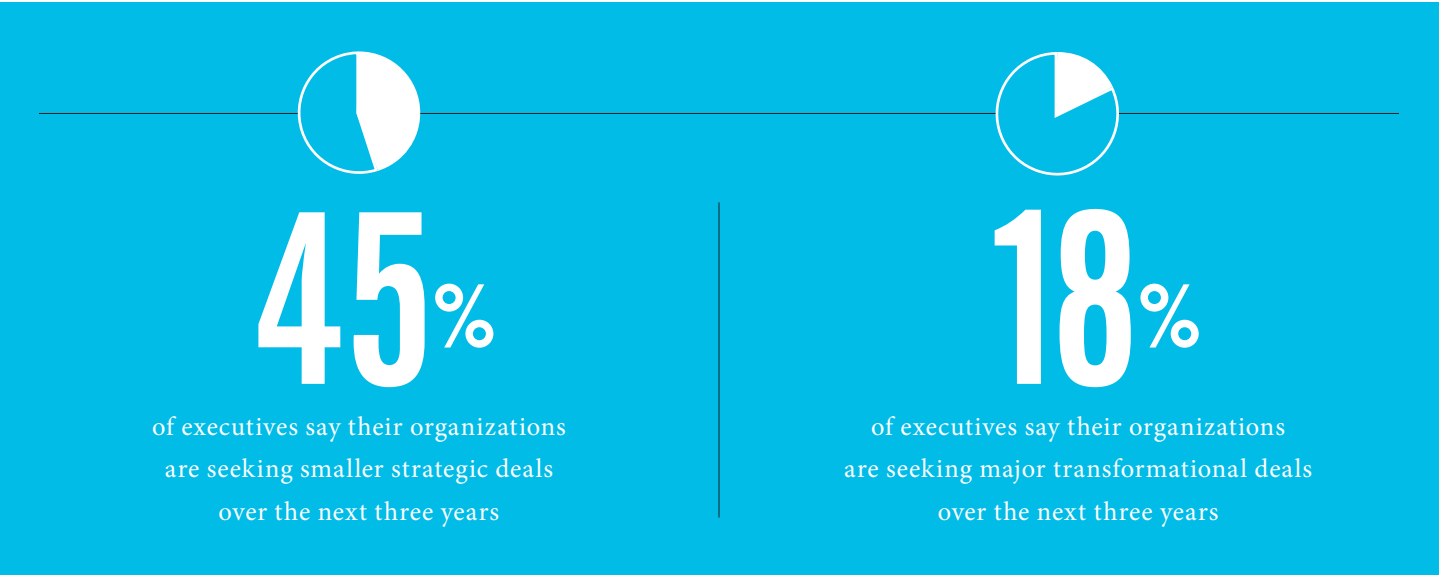 45%
of executives say their organizations
are seeking smaller strategic deals
over the next three years
18%
of executives say their organizations
are seeking major transformational deals
over the next three years